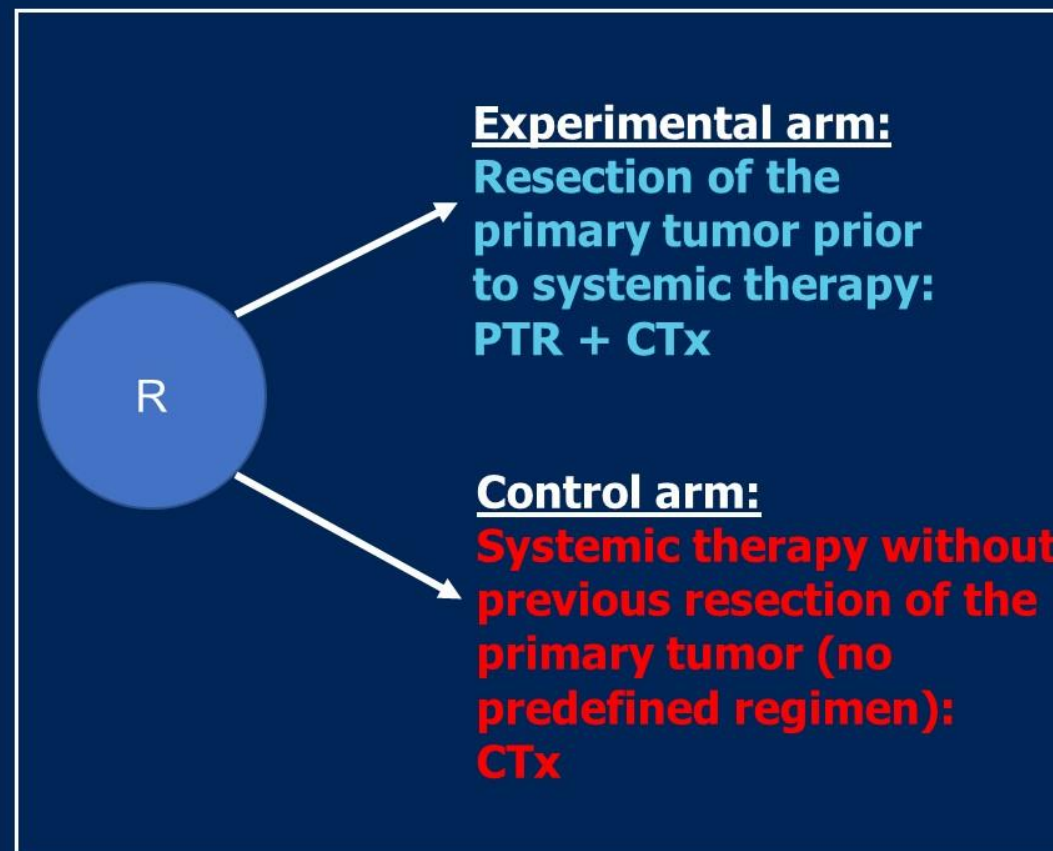 R
Experimental arm:
Resection of the
primary tumor prior
to systemic therapy:
PTR + CTx
Control arm:
Systemic therapy without
previous resection of the
primary tumor (no
predefined regimen):
CTx